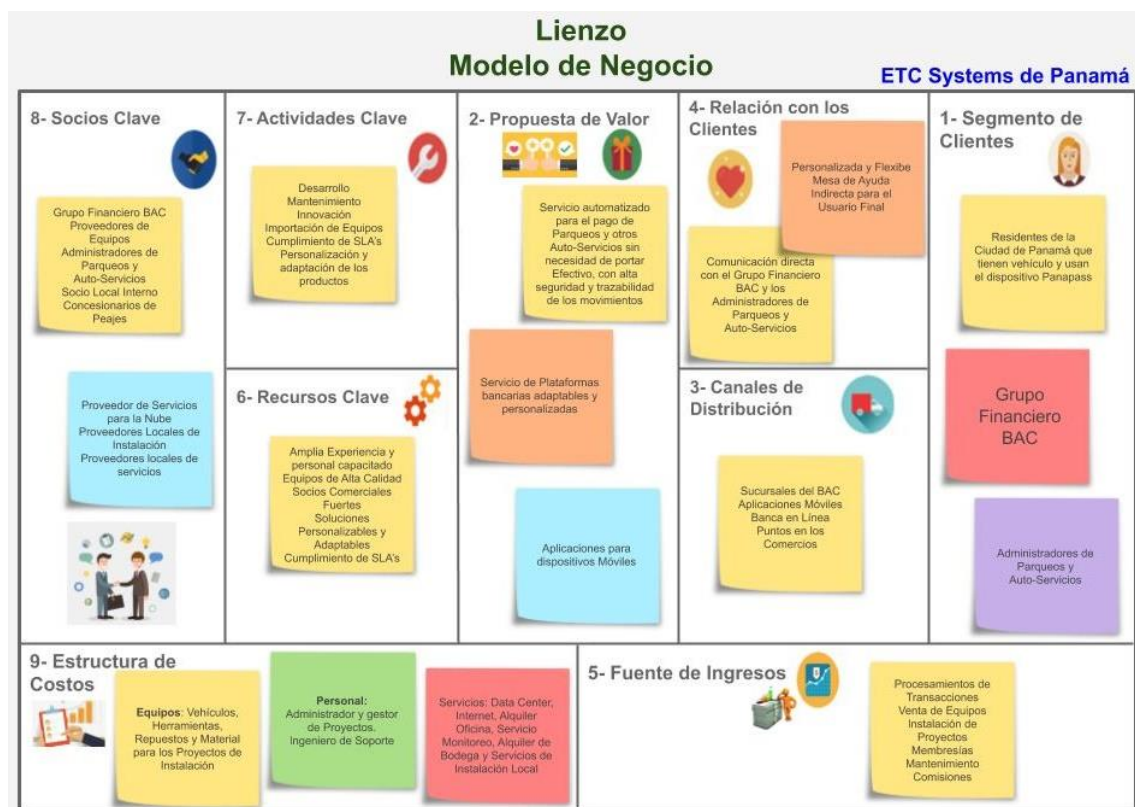 Lienzo
Modelo de Negocio
ETC Systems de Panamá
8- Socios Clave
Grupo Financiero BAC
Proveedores de
Equipos
Administradores de
Parqueos y
Auto-Servicios
Socio Local Interno
Concesionarios de
Peajes
Proveedor de Servicios
para la Nube
Proveedores Locales de
Instalación
Proveedores locales de
servicios
7- Actividades Clave
Desarrollo
Mantenimiento
Innovación
Importación de Equipos
Cumplimiento de SLA's
Personalización y
adaptación de los
productos
6- Recursos Clave
Amplia Experiencia y
personal capacitado
Equipos de Alta Calidad
Socios Comerciales
Fuertes
Soluciones
Personalizables y
Adaptables
Cumplimiento de SLA's
2- Propuesta de Valor
Servicio automatizado
para el pago de
Parqueos y otros
Auto-Servicios sin
necesidad de portar
Efectivo, con alta
seguridad y trazabilidad
de los movimientos
Servicio de Plataformas
bancarias adaptables y
personalizadas
Aplicaciones para
dispositivos Móviles
4- Relación con los
Clientes
Personalizada y Flexibe
Mesa de Ayuda
Indirecta para el
Usuario Final
Comunicación directa
con el Grupo Financiero
BAC y los
Administradores de
Parqueos y
Auto-Servicios
3- Canales de
Distribución
Sucursales del BAC
Aplicaciones Móviles
Banca en Línea
Puntos en los
Comercios
1- Segmento de
Clientes
Residentes de la
Ciudad de Panamá que
tienen vehículo y usan
el dispositivo Panapass
Grupo
Financiero
BAC
Administradores de
Parqueos y
Auto-Servicios
9- Estructura de
Costos
Equipos: Vehículos,
Herramientas,
Repuestos y Material
para los Proyectos de
Instalación
Personal:
Administrador y gestor
de Proyectos.
Ingeniero de Soporte
Servicios: Data Center,
Internet, Alquiler
Oficina, Servicio
Monitoreo, Alquiler de
Bodega y Servicios de
Instalación Local
5- Fuente de Ingresos
Procesamientos de
Transacciones
Venta de Equipos
Instalación de
Proyectos
Membresías
Mantenimiento
Comisiones